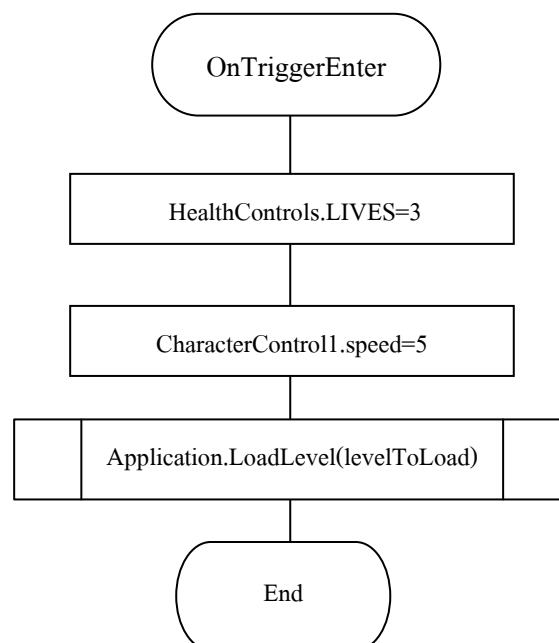 OnTriggerEnter
HealthControls.LIVES=3
CharacterControl1.speed=5
Application.LoadLevel(levelToLoad)
End